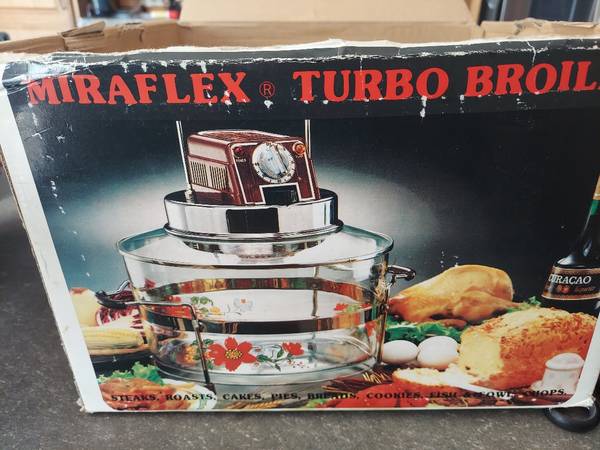 MIRAFLEX ® TURBO BROIL
CURACAO
STEAKS, ROASTS, CAKES, PIES, BREADS, COOKIES, FISH & FOWL, CHOPS.